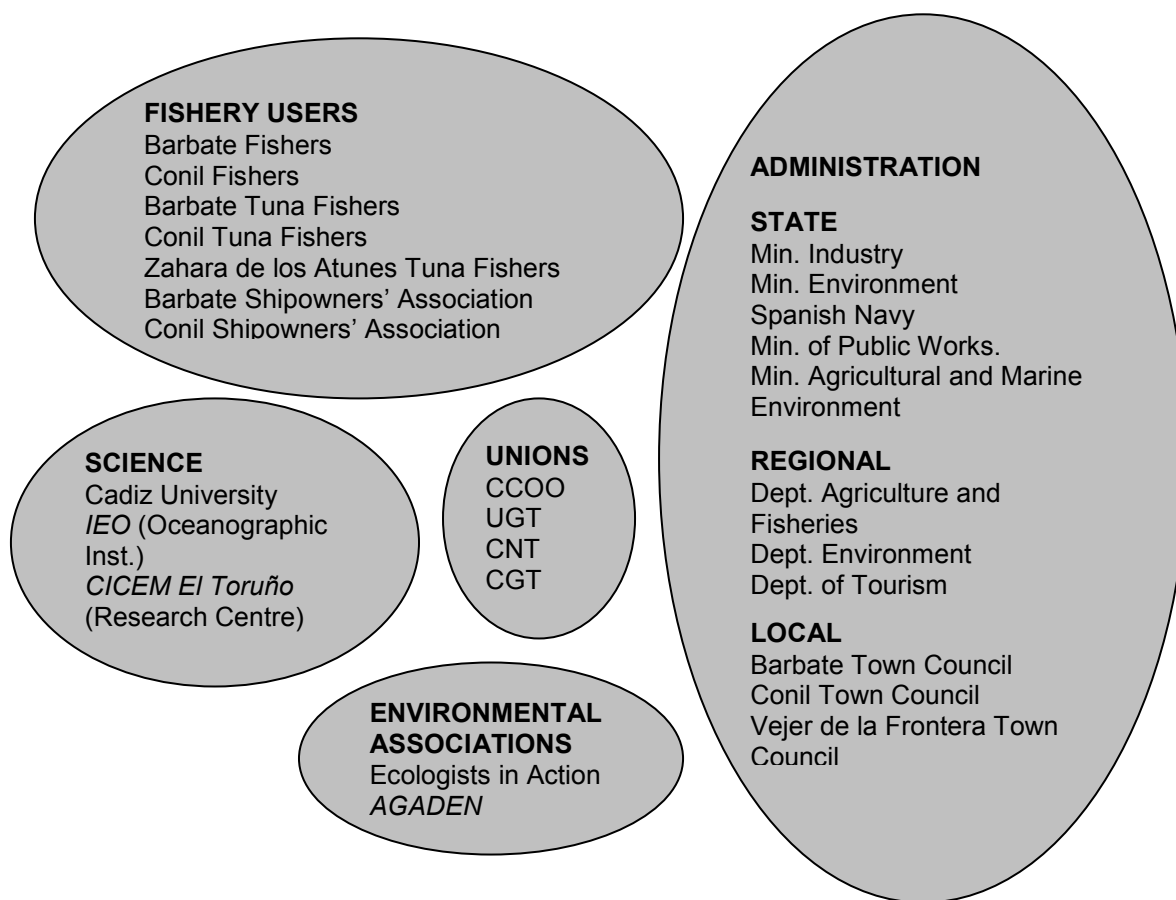 FISHERY USERS
Barbate Fishers
Conil Fishers
Barbate Tuna Fishers
Conil Tuna Fishers
Zahara de los Atunes Tuna Fishers
Barbate Shipowners’ Association
Conil Shipowners’ Association
ADMINISTRATION
STATE
Min. Industry
Min. Environment
Spanish Navy
Min. of Public Works.
Min. Agricultural and Marine
Environment
REGIONAL
Dept. Agriculture and
Fisheries
Dept. Environment
Dept. of Tourism
LOCAL
Barbate Town Council
Conil Town Council
Vejer de la Frontera Town
Council
SCIENCE
Cadiz University
IEO (Oceanographic
Inst.)
CICEM El Toruño
(Research Centre)
UNIONS
CCOO
UGT
CNT
CGT
ENVIRONMENTAL
ASSOCIATIONS
Ecologists in Action
AGADEN